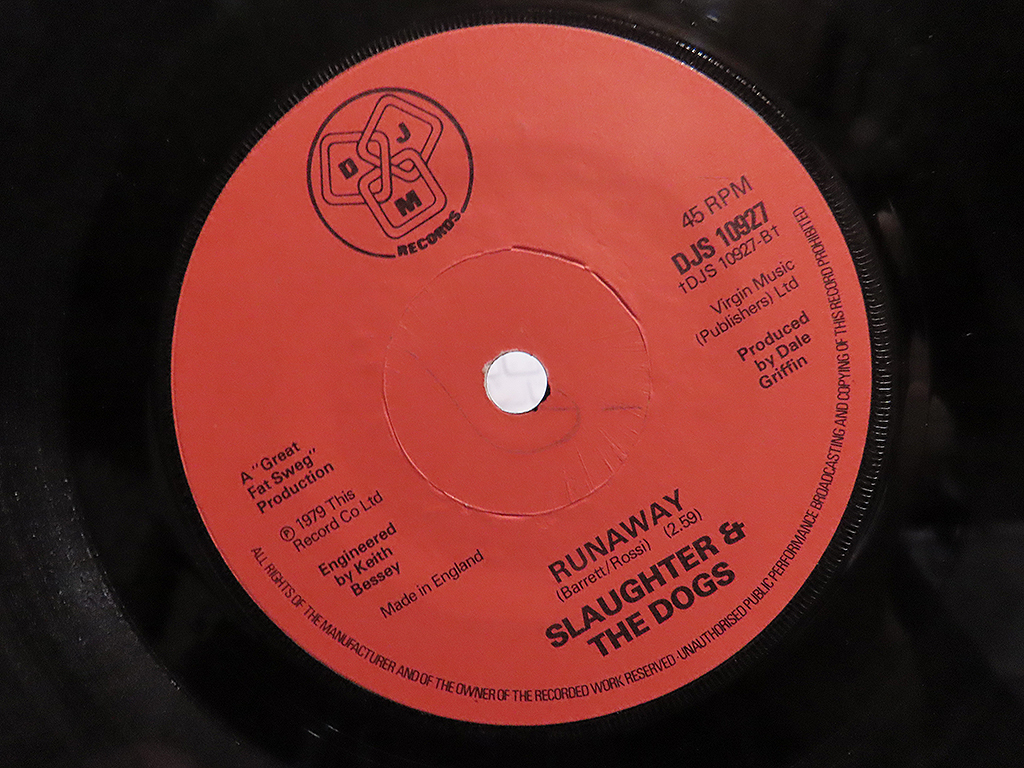 D J M
RECORDS
45 RPM
DJS 10927
†DJS 10927-B†
Virgin Music
(Publishers) Ltd
Produced
by Dale
Griffin
A "Great
Fat Sweg"
Production
℗ 1979 This
Record Co Ltd
Engineered
by Keith
Bessey
Made in England
RUNAWAY
(Barrett/Rossi) (2.59)
SLAUGHTER &
THE DOGS
ALL RIGHTS OF THE MANUFACTURER AND OF THE OWNER OF THE RECORDED WORK RESERVED·UNAUTHORISED PUBLIC PERFORMANCE BROADCASTING AND COPYING OF THIS RECORD PROHIBITED